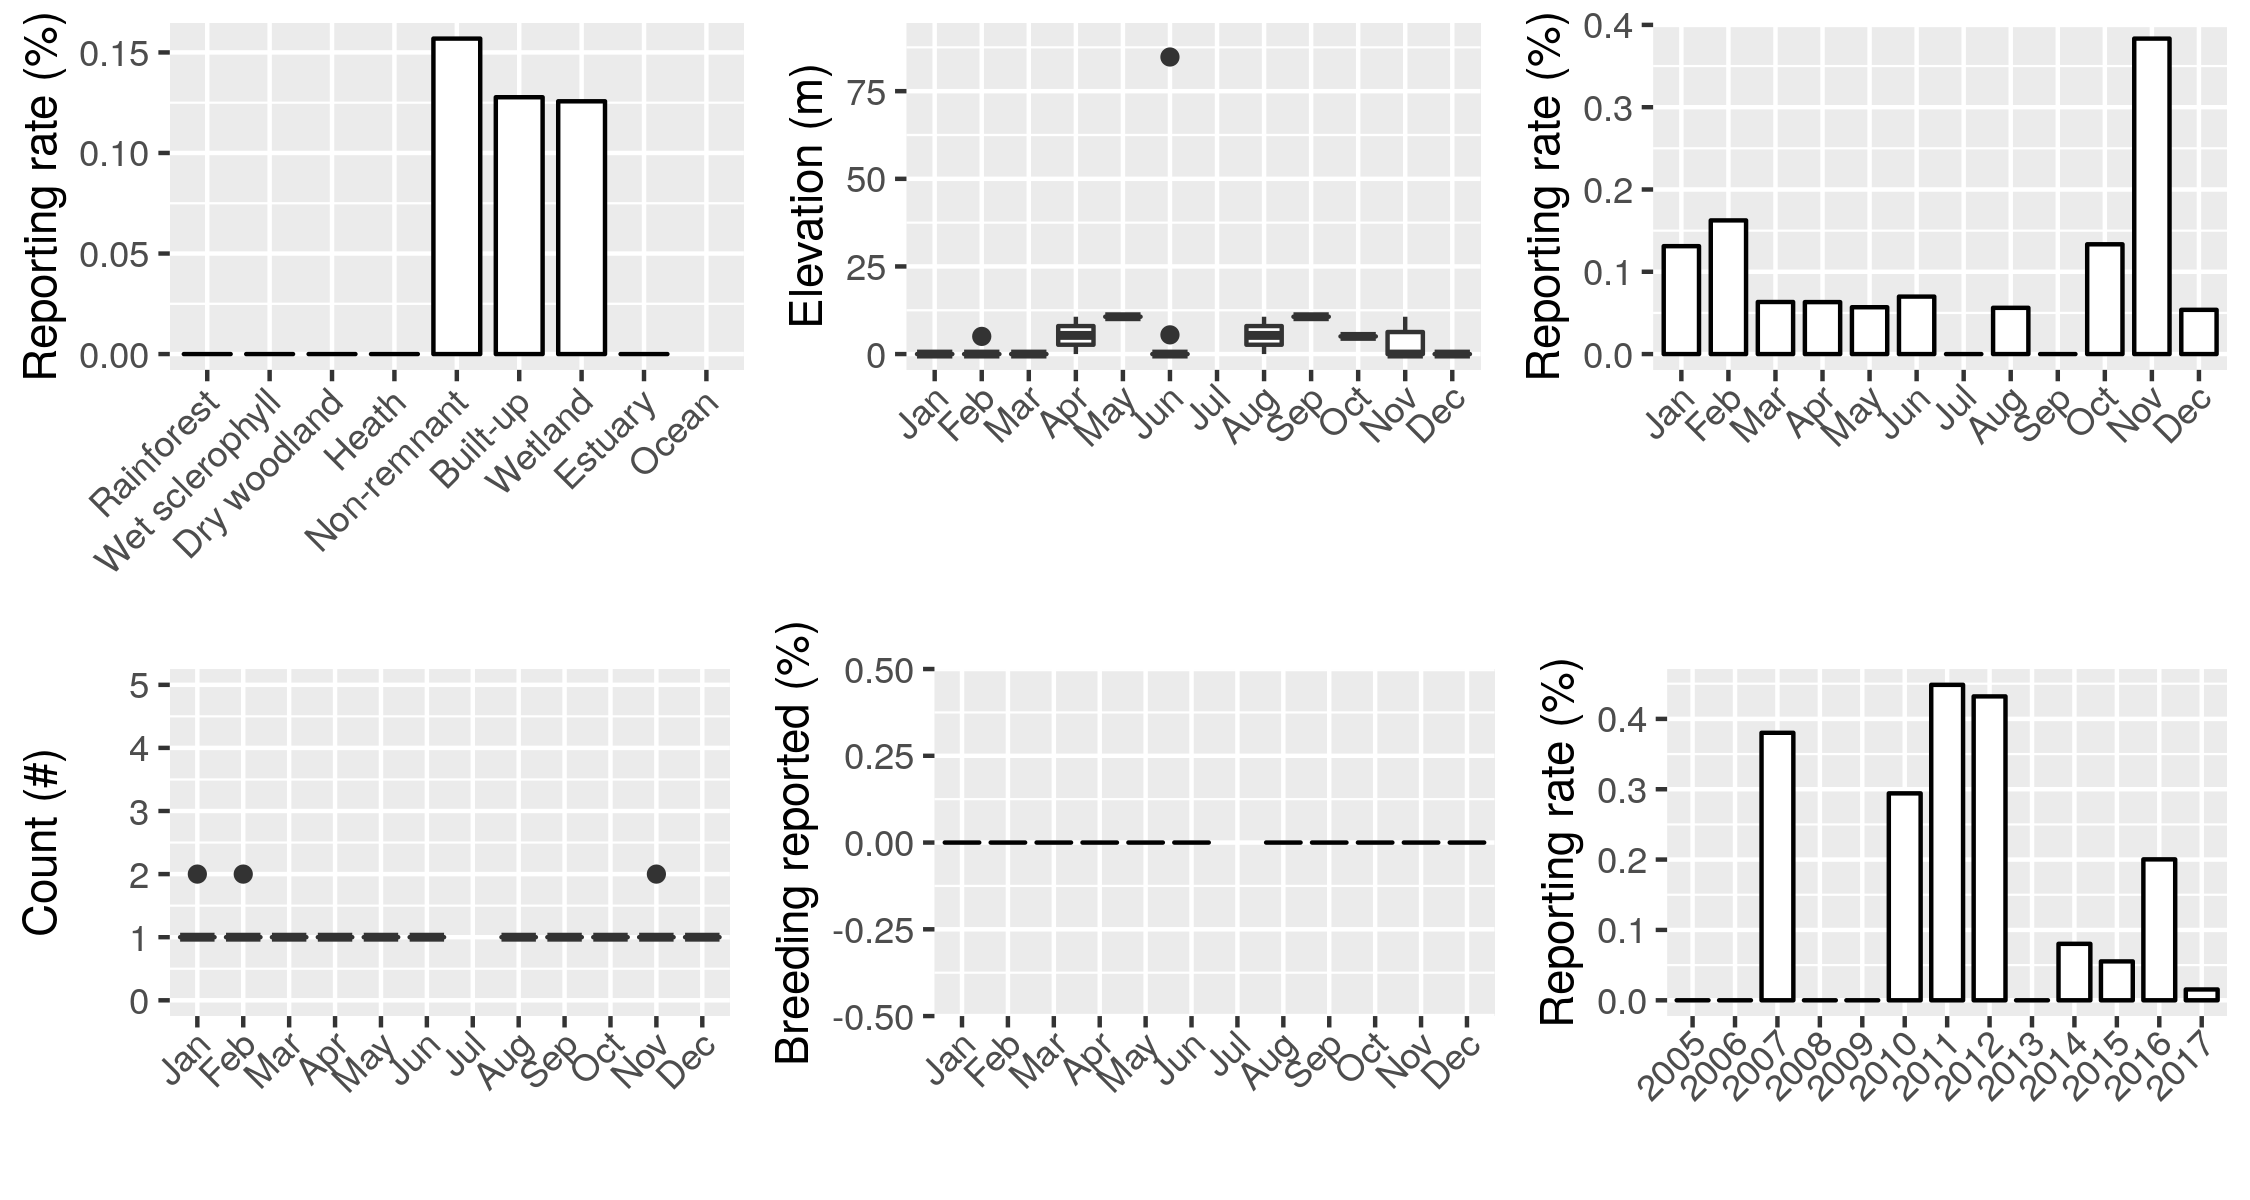 Reporting rate (%)
0.15
0.10
0.05
0.00
Rainforest
Wet sclerophyll
Dry woodland
Heath
Non-remnant
Built-up
Wetland
Estuary
Ocean
Elevation (m)
75
50
25
0
Jan
Feb
Mar
Apr
May
Jun
Jul
Aug
Sep
Oct
Nov
Dec
Reporting rate (%)
0.4
0.3
0.2
0.1
0.0
Jan
Feb
Mar
Apr
May
Jun
Jul
Aug
Sep
Oct
Nov
Dec
Count (#)
5
4
3
2
1
0
Jan
Feb
Mar
Apr
May
Jun
Jul
Aug
Sep
Oct
Nov
Dec
Breeding reported (%)
0.50
0.25
0.00
-0.25
-0.50
Jan
Feb
Mar
Apr
May
Jun
Jul
Aug
Sep
Oct
Nov
Dec
Reporting rate (%)
0.4
0.3
0.2
0.1
0.0
2005
2006
2007
2008
2009
2010
2011
2012
2013
2014
2015
2016
2017